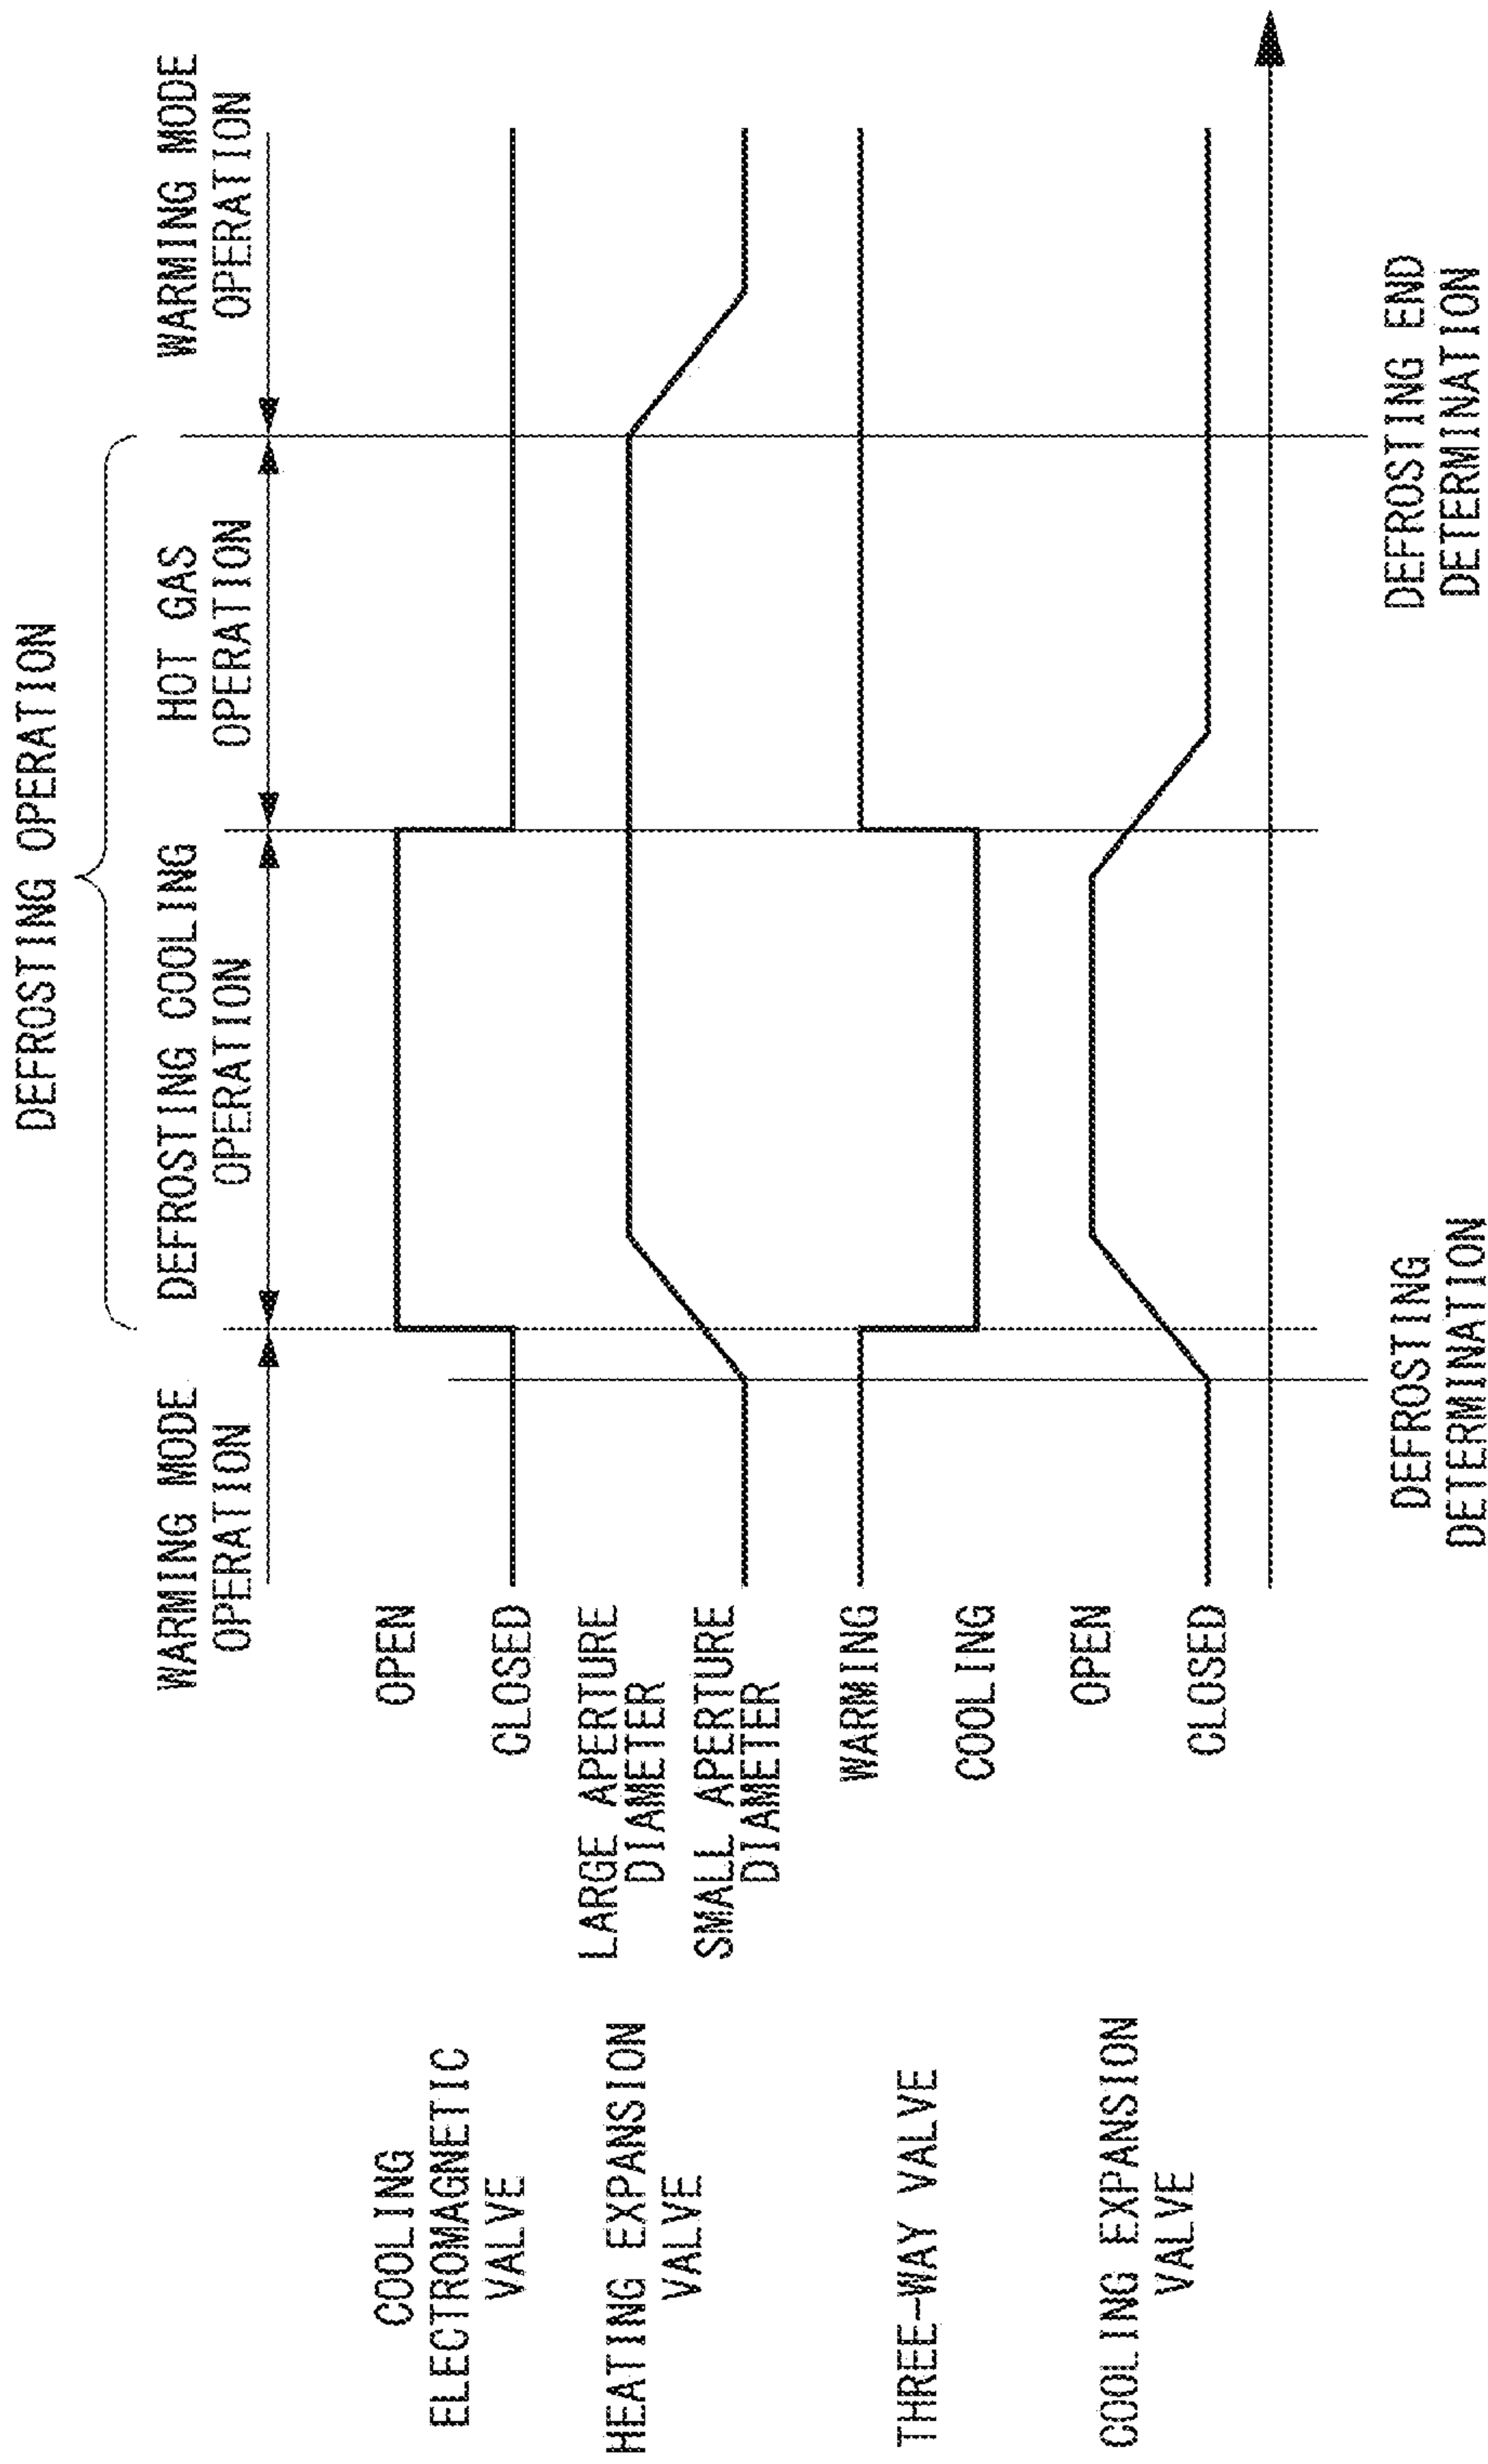 DEFROSTING OPERATION
WARMING MODE
OPERATION
DEFROSTING COOLING
OPERATION
HOT GAS
OPERATION
WARMING MODE
OPERATION
COOLING
ELECTROMAGNETIC
VALVE
OPEN
CLOSED
HEATING EXPANSION
VALVE
LARGE APERTURE
DIAMETER
SMALL APERTURE
DIAMETER
THREE-WAY VALVE
WARMING
COOLING
COOLING EXPANSION
VALVE
OPEN
CLOSED
DEFROSTING
DETERMINATION
DEFROSTING END
DETERMINATION